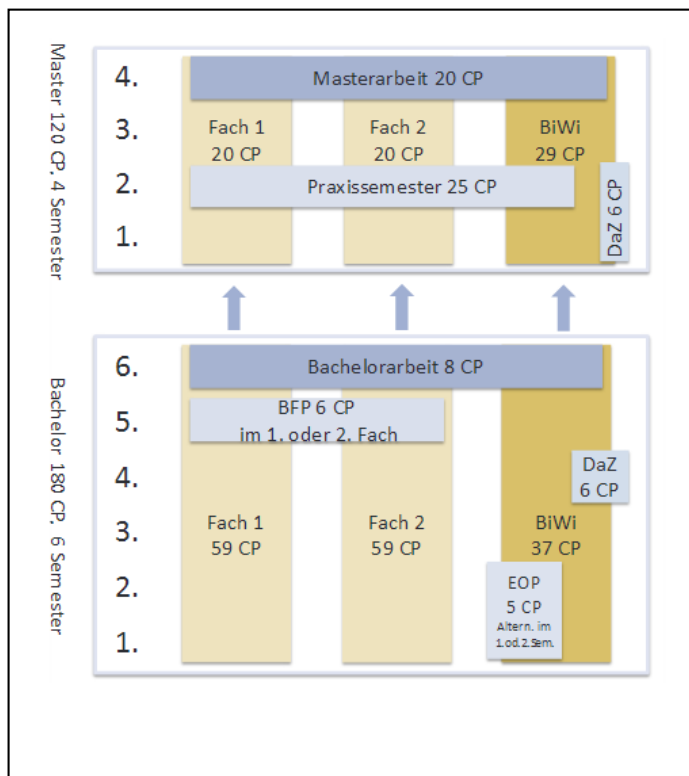 Master 120 CP, 4 Semester
4.
Masterarbeit 20 CP
3.
Fach 1
20 CP
Fach 2
20 CP
BiWi
29 CP
2.
Praxissemester 25 CP
DaZ 6 CP
1.
Bachelor 180 CP, 6 Semester
6.
Bachelorarbeit 8 CP
5.
BFP 6 CP
im 1. oder 2. Fach
4.
DaZ
6 CP
3.
Fach 1
59 CP
Fach 2
59 CP
BiWi
37 CP
2.
EOP
5 CP
Altern. im
1.od.2.Sem.
1.